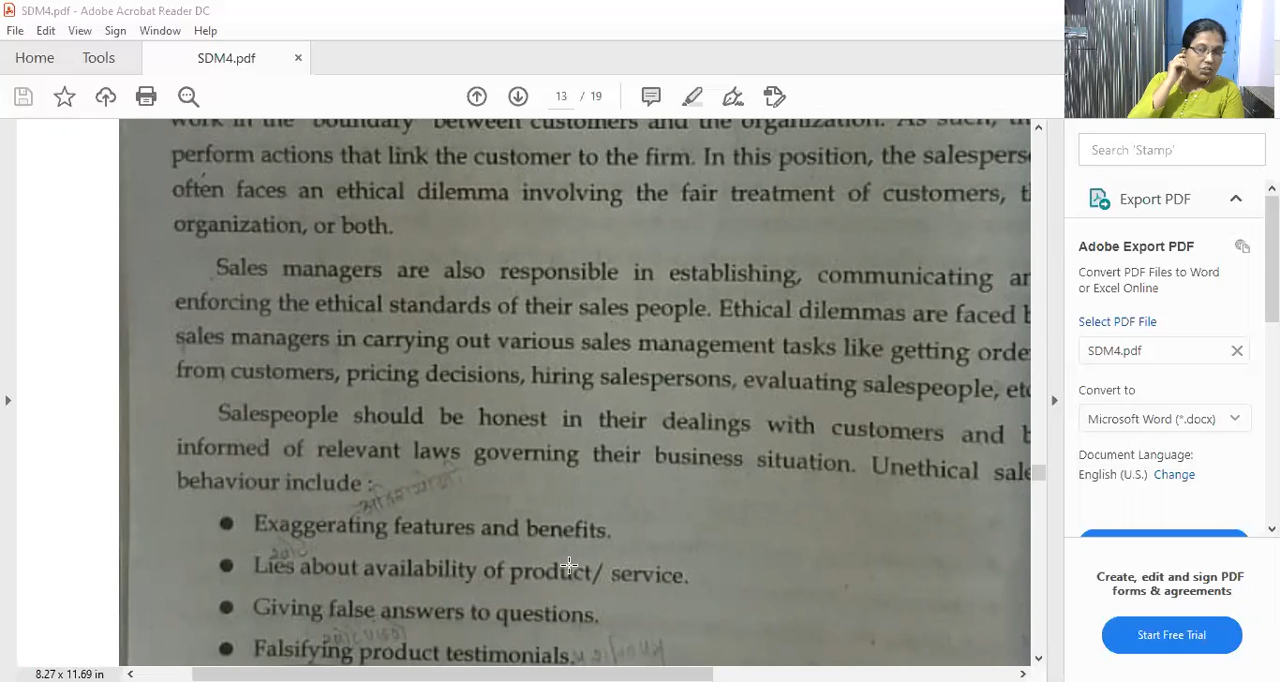 SDM4.pdf - Adobe Acrobat Reader DC
File Edit View Sign Window Help
Home Tools SDM4.pdf ×
13 / 19
work in the boundary between customers and the organization. As such,
perform actions that link the customer to the firm. In this position, the
often faces an ethical dilemma involving the fair treatment of customers,
organization, or both.
Sales managers are also responsible in establishing, communicating
enforcing the ethical standards of their sales people. Ethical dilemmas are faced
sales managers in carrying out various sales management tasks like getting
from customers, pricing decisions, hiring salespersons, evaluating salespeople,
Salespeople should be honest in their dealings with customers and
informed of relevant laws governing their business situation. Unethical
behaviour include :
● Exaggerating features and benefits.
● Lies about availability of product/ service.
● Giving false answers to questions.
● Falsifying product testimonials.
8.27 x 11.69 in
Search 'Stamp'
Export PDF
Adobe Export PDF
Convert PDF Files to Word
or Excel Online
Select PDF File
SDM4.pdf
Convert to
Microsoft Word (*.docx)
Document Language:
English (U.S.) Change
Create, edit and sign PDF
forms & agreements
Start Free Trial